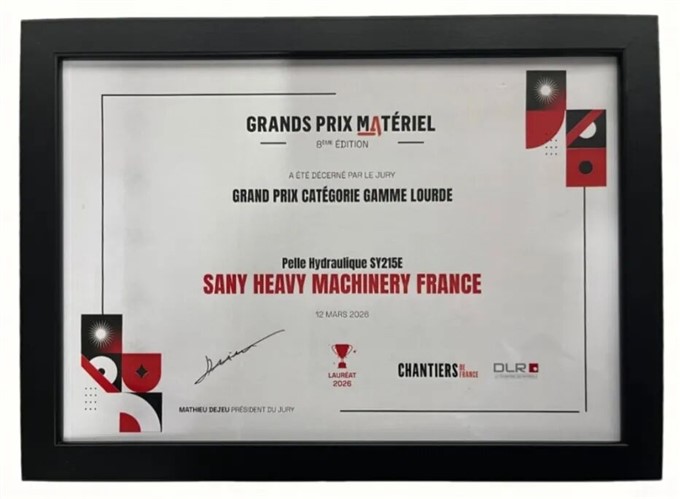 GRANDS PRIX MATÉRIEL
8ÈME ÉDITION
A ÉTÉ DÉCERNÉ PAR LE JURY
GRAND PRIX CATÉGORIE GAMME LOURDE
Pelle Hydraulique SY215E
SANY HEAVY MACHINERY FRANCE
12 MARS 2026
LAURÉAT
2026
CHANTIERS DE FRANCE
DLR
MATHIEU DEJEU PRÉSIDENT DU JURY